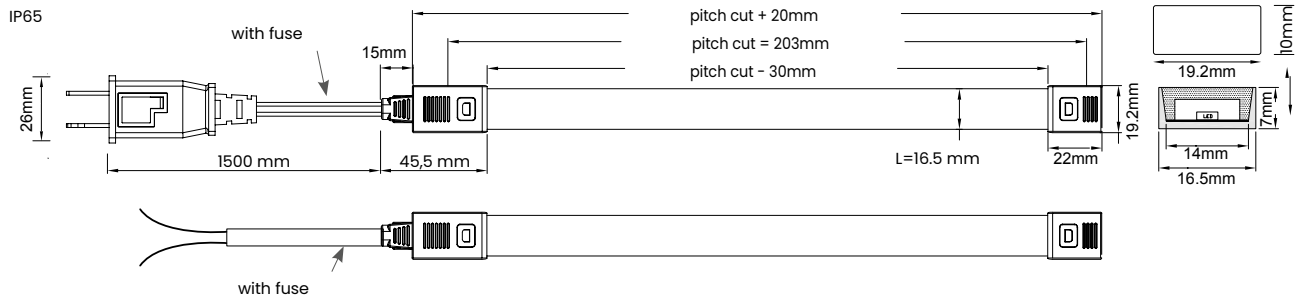 IP65
with fuse
15mm
pitch cut + 20mm
pitch cut = 203mm
pitch cut - 30mm
26mm
1500 mm
45,5 mm
L=16.5 mm
22mm
19.2mm
10mm
19.2mm
LED
7mm
14mm
16.5mm
with fuse